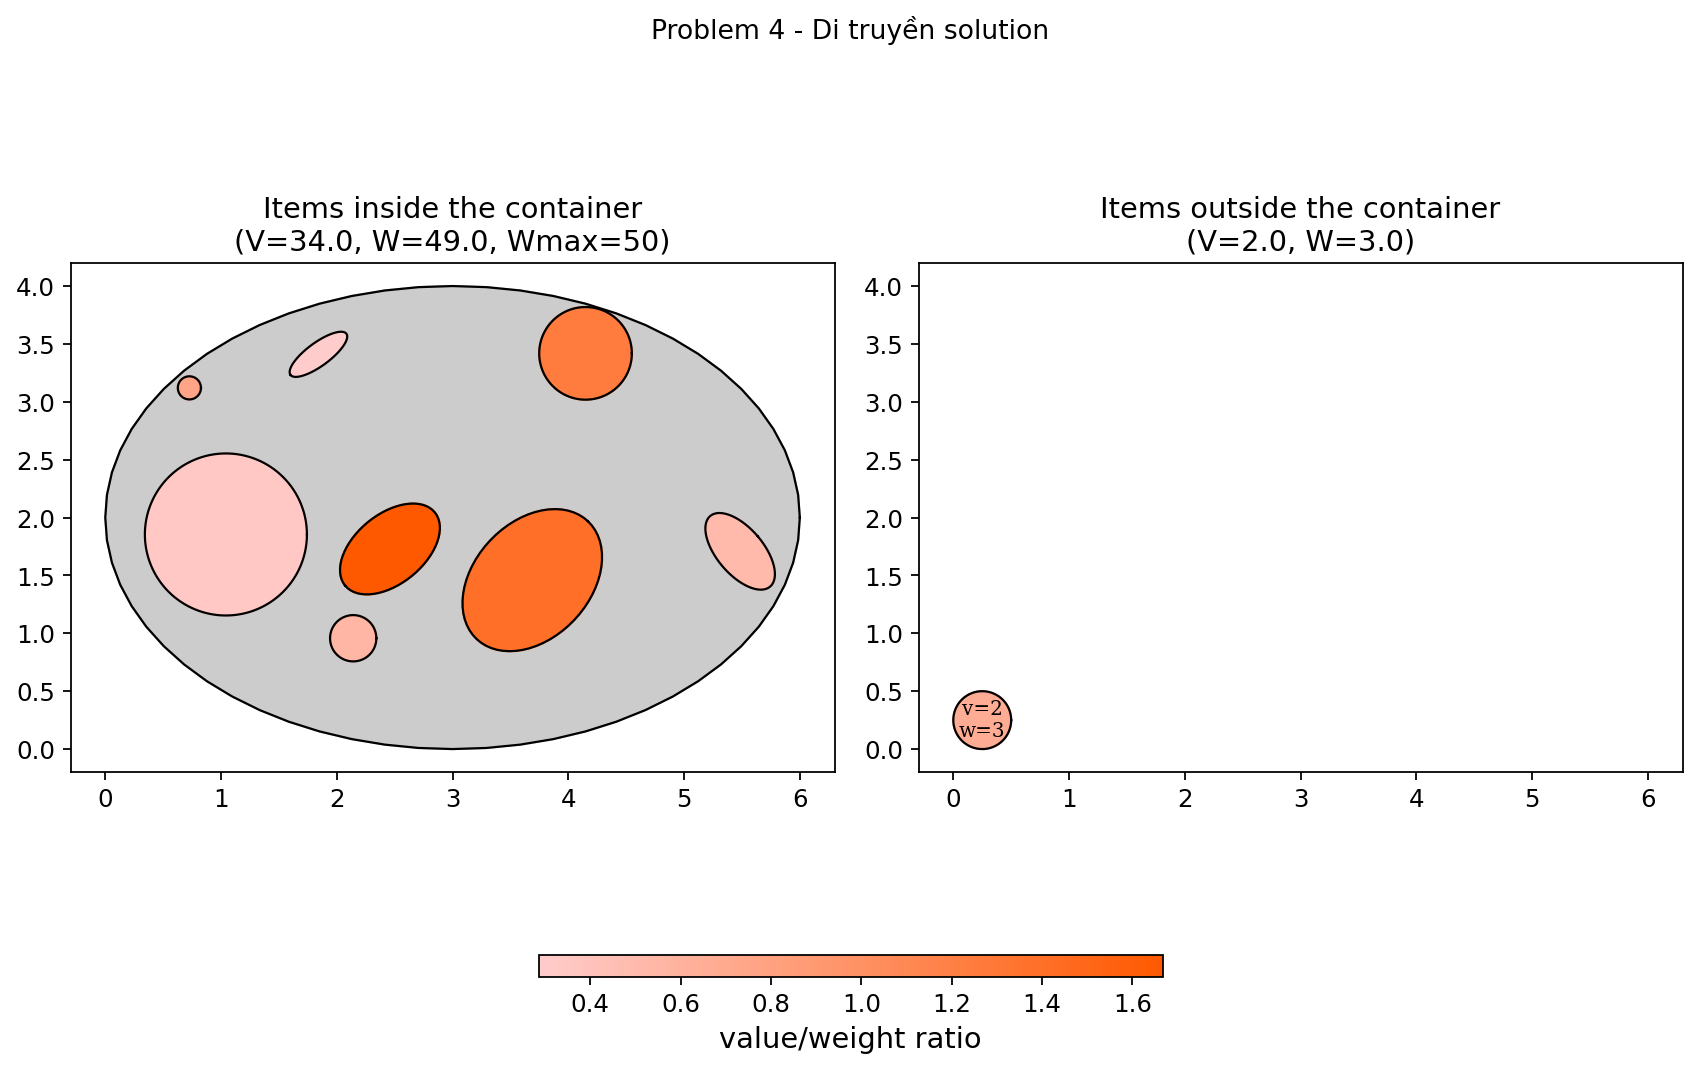 Problem 4 - Di truyền solution
Items inside the container
(V=34.0, W=49.0, Wmax=50)
4.0
3.5
3.0
2.5
2.0
1.5
1.0
0.5
0.0
0 1 2 3 4 5 6
Items outside the container
(V=2.0, W=3.0)
4.0
3.5
3.0
2.5
2.0
1.5
1.0
0.5
0.0
v=2
w=3
0 1 2 3 4 5 6
0.4 0.6 0.8 1.0 1.2 1.4 1.6
value/weight ratio